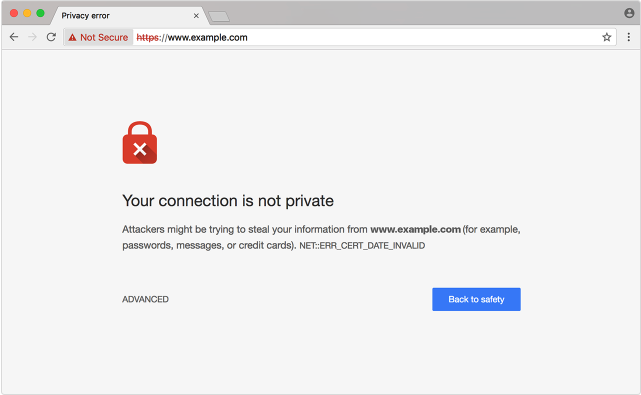 Privacy error
Not Secure https://www.example.com
Your connection is not private
Attackers might be trying to steal your information from www.example.com (for example,
passwords, messages, or credit cards). NET::ERR_CERT_DATE_INVALID
ADVANCED
Back to safety